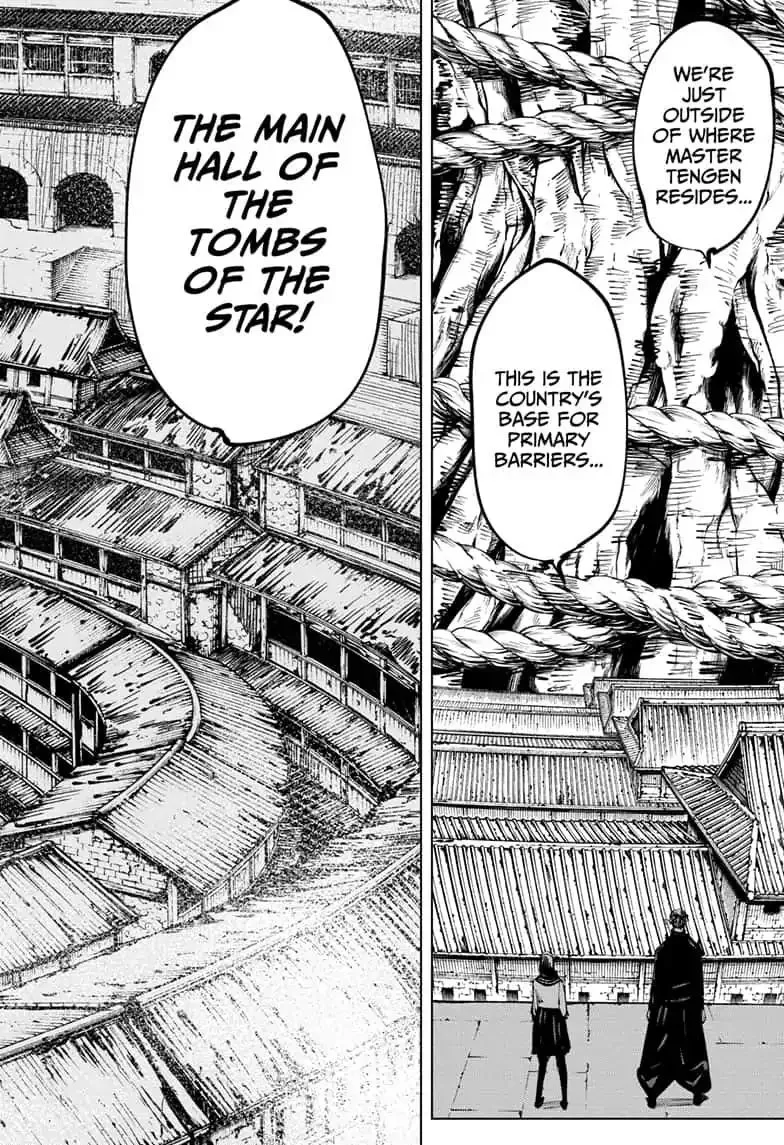 WE'RE
JUST
OUTSIDE
OF WHERE
MASTER
TENGEN
RESIDES...
THIS IS THE
COUNTRY'S
BASE FOR
PRIMARY
BARRIERS...
THE MAIN
HALL OF
THE
TOMBS
OF THE
STAR!